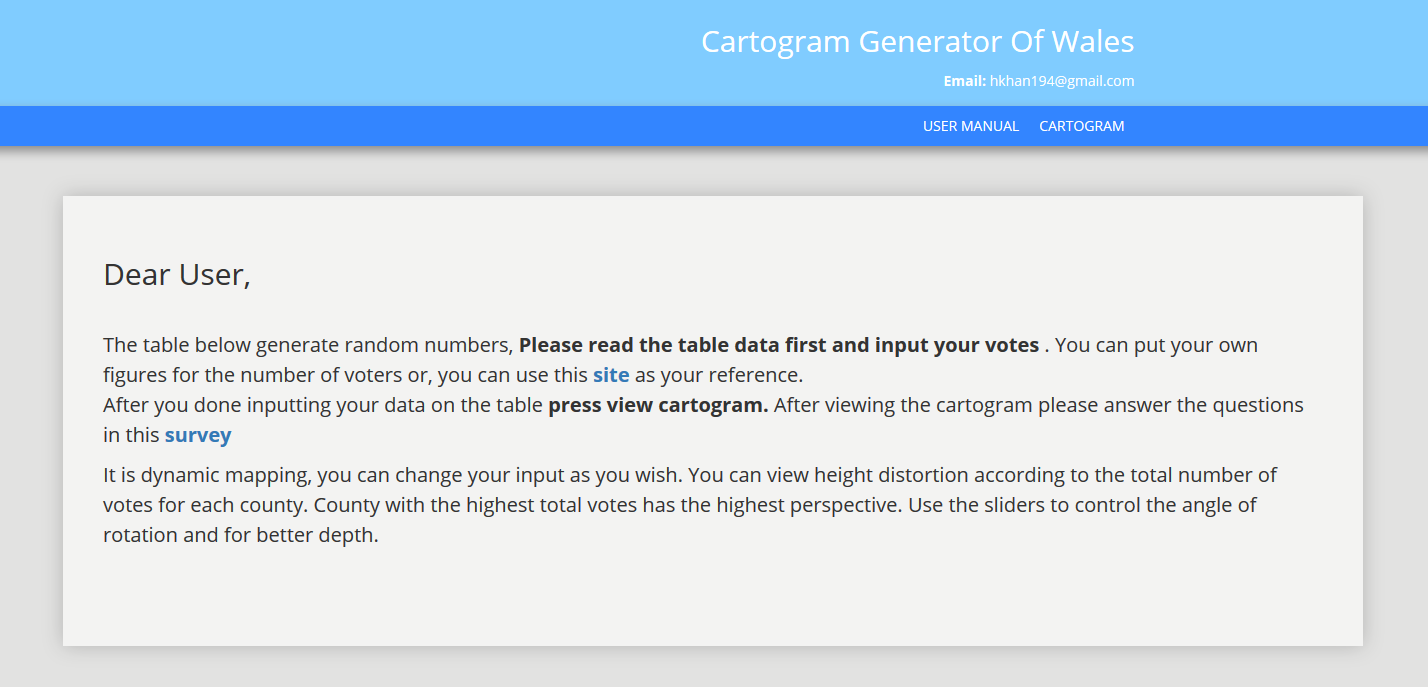 Cartogram Generator Of Wales
Email: hkhan194@gmail.com
USER MANUAL CARTOGRAM
Dear User,
The table below generate random numbers, Please read the table data first and input your votes . You can put your own
figures for the number of voters or, you can use this site as your reference.
After you done inputting your data on the table press view cartogram. After viewing the cartogram please answer the questions
in this survey
It is dynamic mapping, you can change your input as you wish. You can view height distortion according to the total number of
votes for each county. County with the highest total votes has the highest perspective. Use the sliders to control the angle of
rotation and for better depth.